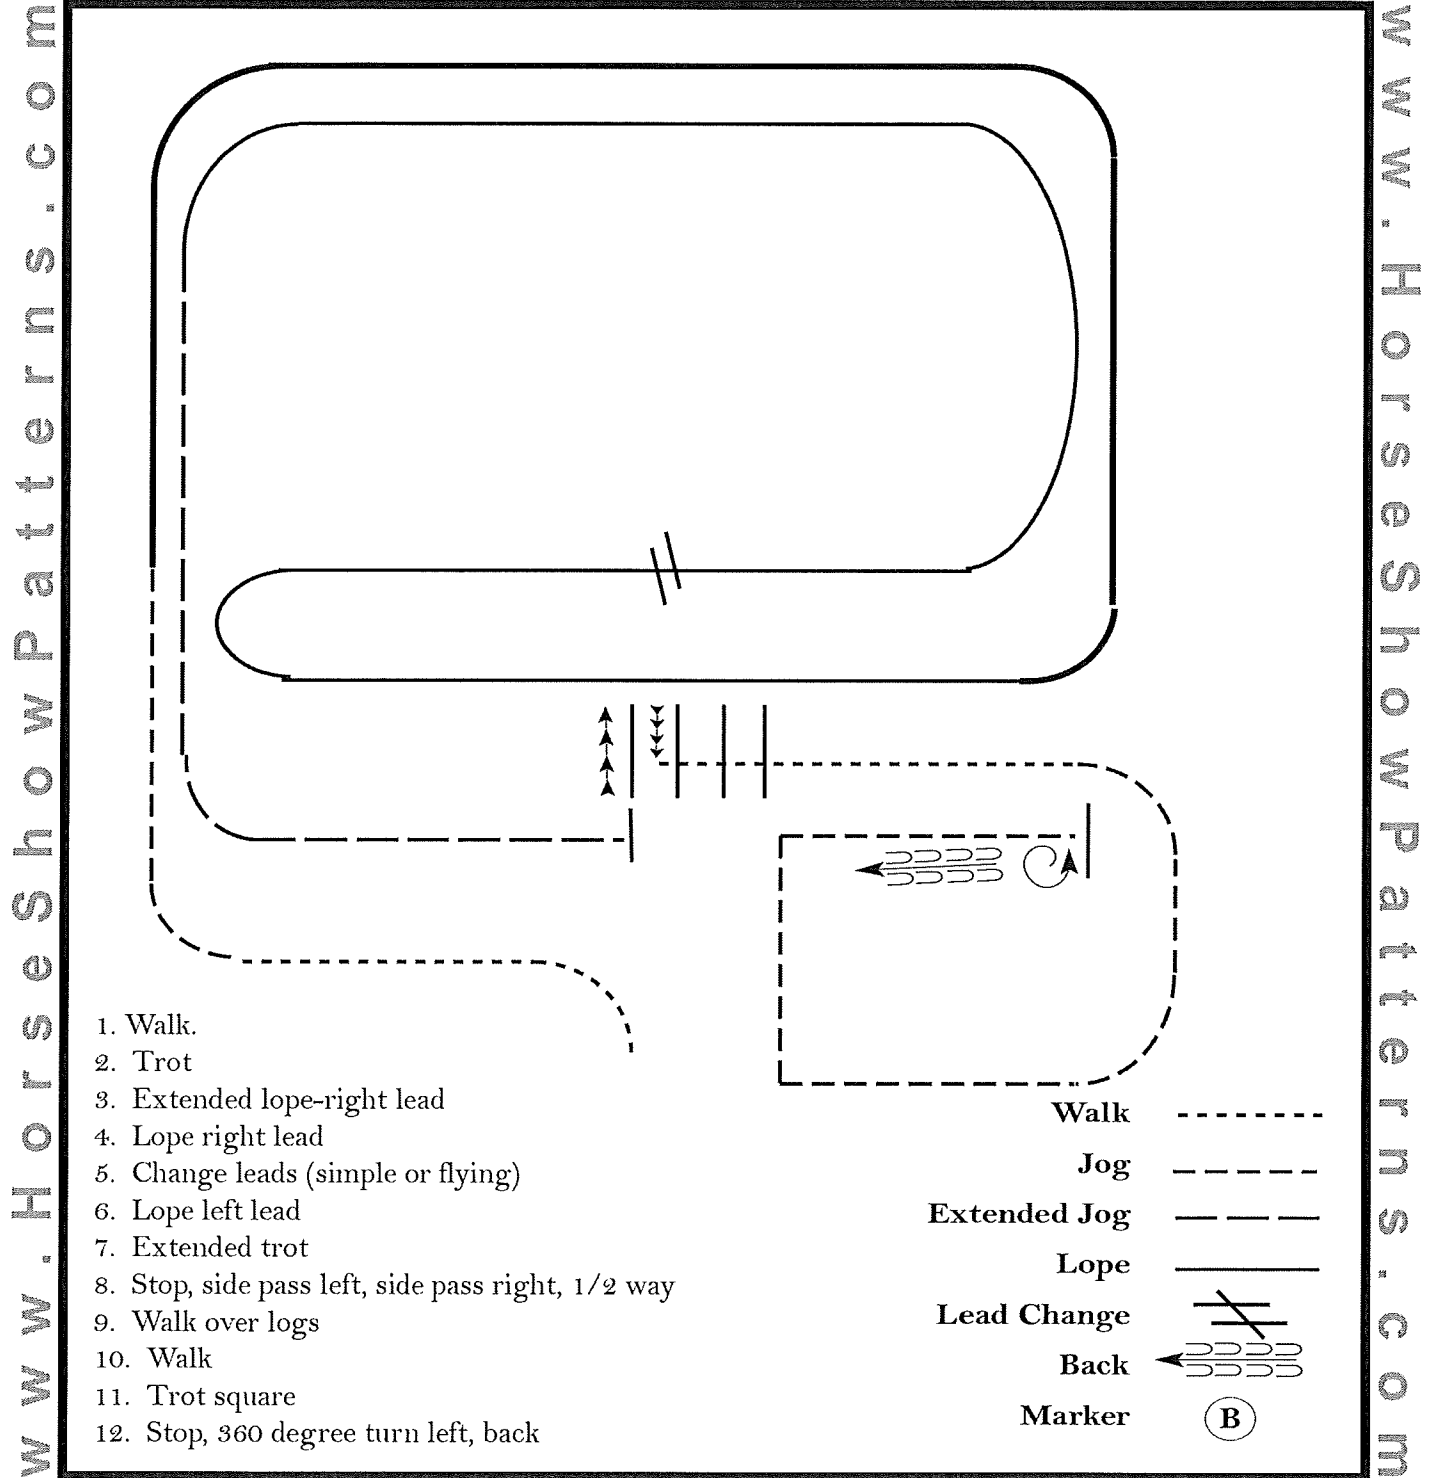 www.HorseShowPatterns.com
www.HorseShowPatterns.com
1. Walk.
2. Trot
3. Extended lope-right lead
4. Lope right lead
5. Change leads (simple or flying)
6. Lope left lead
7. Extended trot
8. Stop, side pass left, side pass right, 1/2 way
9. Walk over logs
10. Walk
11. Trot square
12. Stop, 360 degree turn left, back
Walk
Jog
Extended Jog
Lope
Lead Change
Back
Marker B